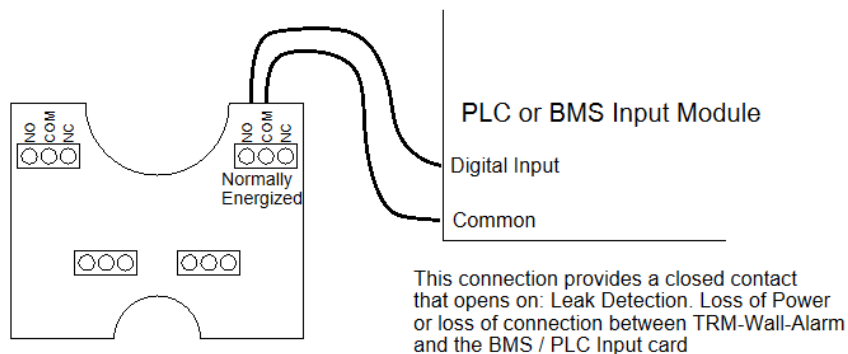 NO
COM
NC
NO
COM
NC
Normally
Energized
PLC or BMS Input Module
Digital Input
Common
This connection provides a closed contact
that opens on: Leak Detection. Loss of Power
or loss of connection between TRM-Wall-Alarm
and the BMS / PLC Input card